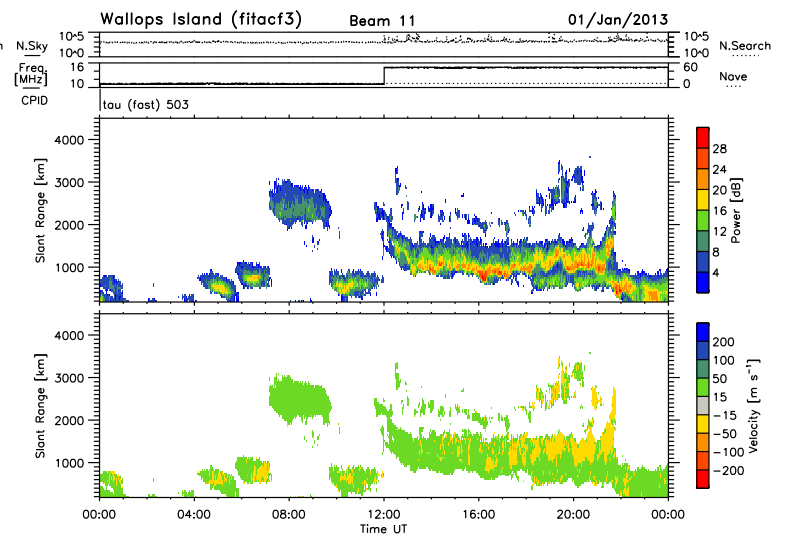 Wallops Island (fitacf3) Beam 11 01/Jan/2013
n N.Sky 10^5 10^0 10^5 10^0 N.Search
Freq. [MHz] 16 10 60 0 Nave
CPID tau (fast) 503
Slant Range [km] 4000 3000 2000 1000
Power [dB] 28 24 20 16 12 8 4
Slant Range [km] 4000 3000 2000 1000
Velocity [m s⁻¹] 200 100 50 15 −15 −50 −100 −200
00:00 04:00 08:00 12:00 16:00 20:00 00:00
Time UT